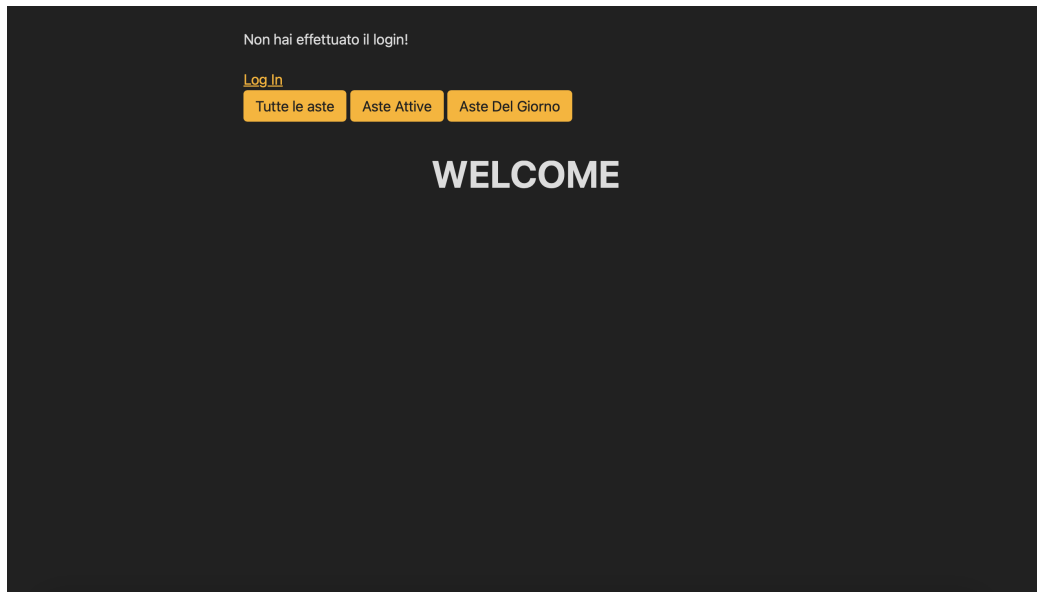 Non hai effettuato il login!
Log In
Tutte le aste Aste Attive Aste Del Giorno
WELCOME